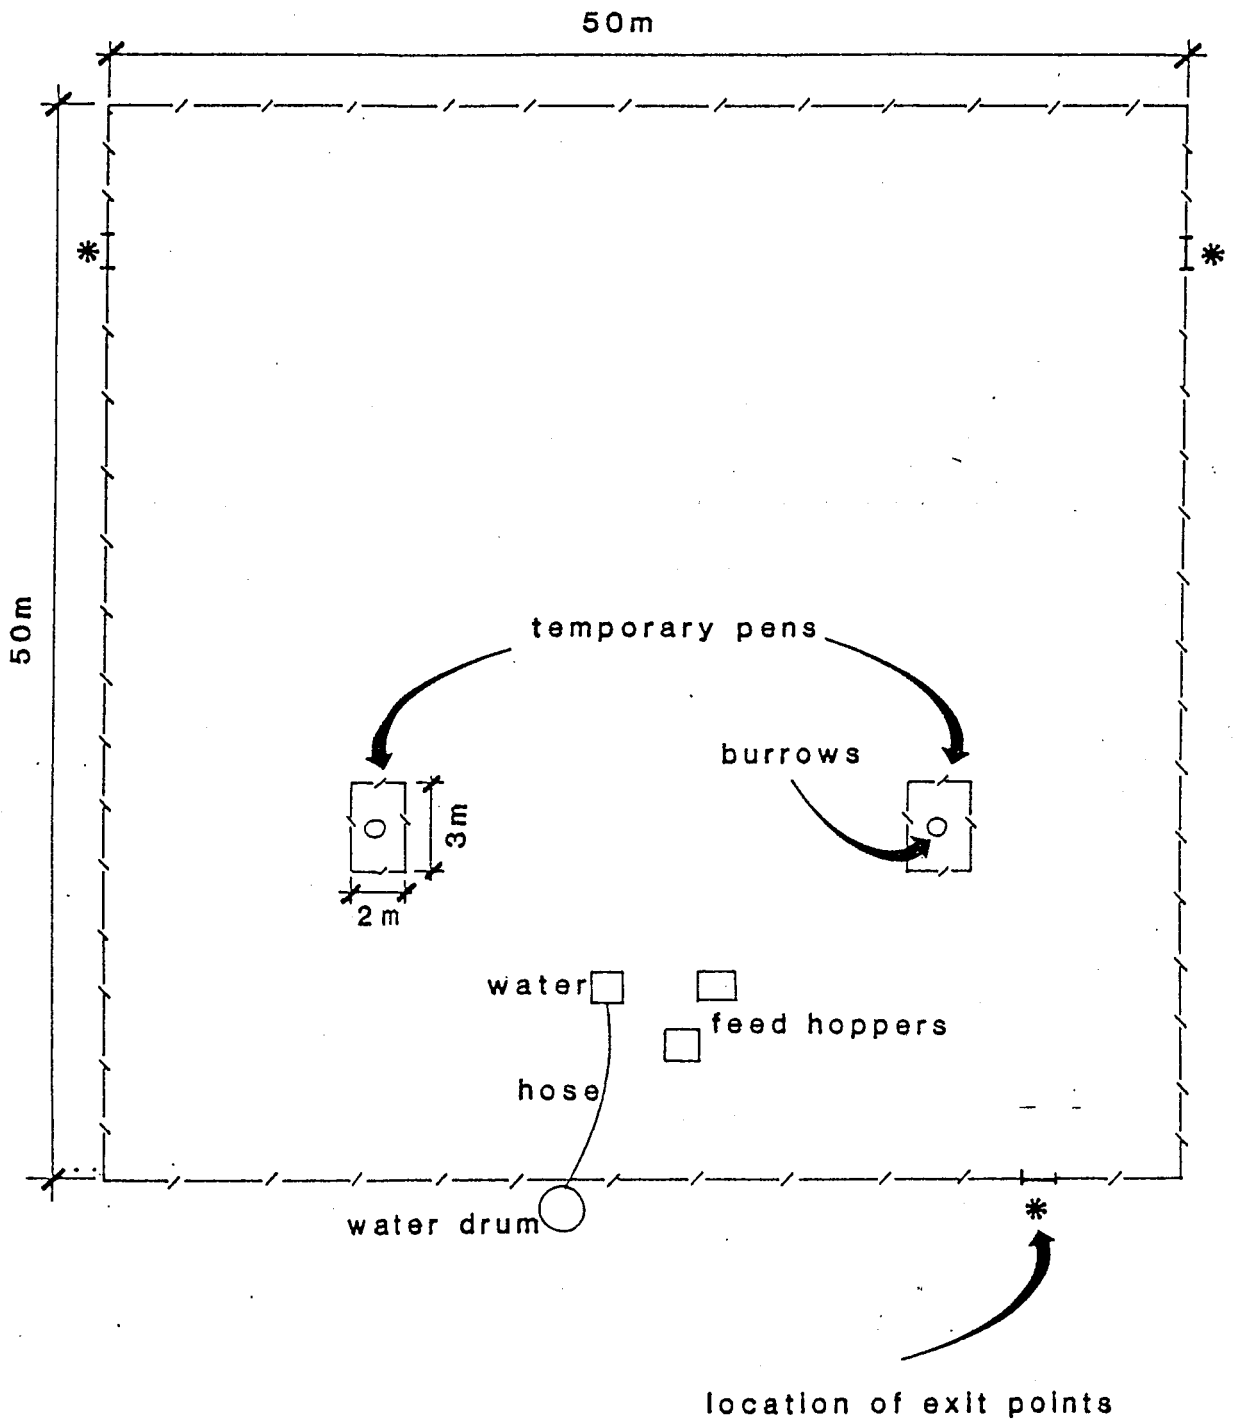 50m
50m
temporary pens
burrows
3m
2m
water
feed hoppers
hose
water drum
location of exit points